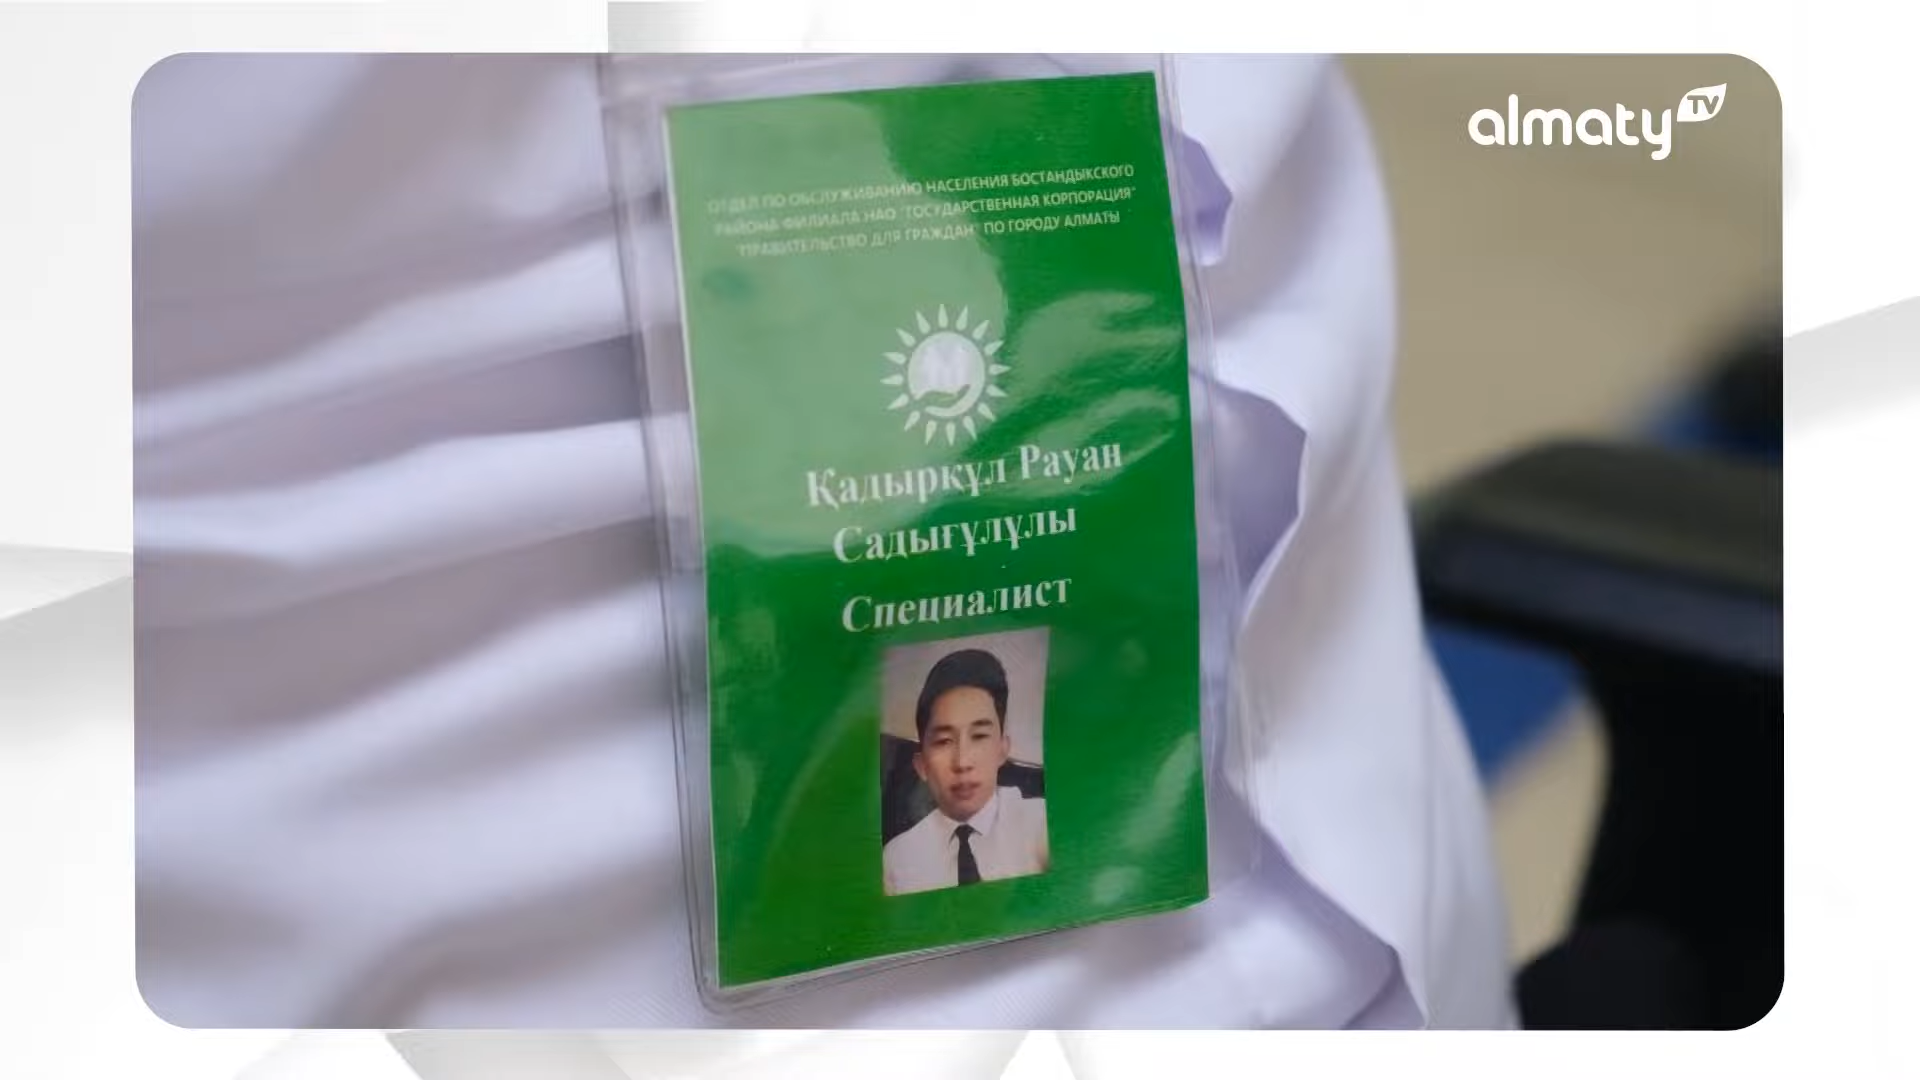 almaty TV
ОТДЕЛ ПО ОБСЛУЖИВАНИЮ НАСЕЛЕНИЯ БОСТАНДЫКСКОГО
РАЙОНА ФИЛИАЛА НАО "ГОСУДАРСТВЕННАЯ КОРПОРАЦИЯ"
"ПРАВИТЕЛЬСТВО ДЛЯ ГРАЖДАН" ПО ГОРОДУ АЛМАТЫ
Қадырқұл Рауан
Садығұлұлы
Специалист